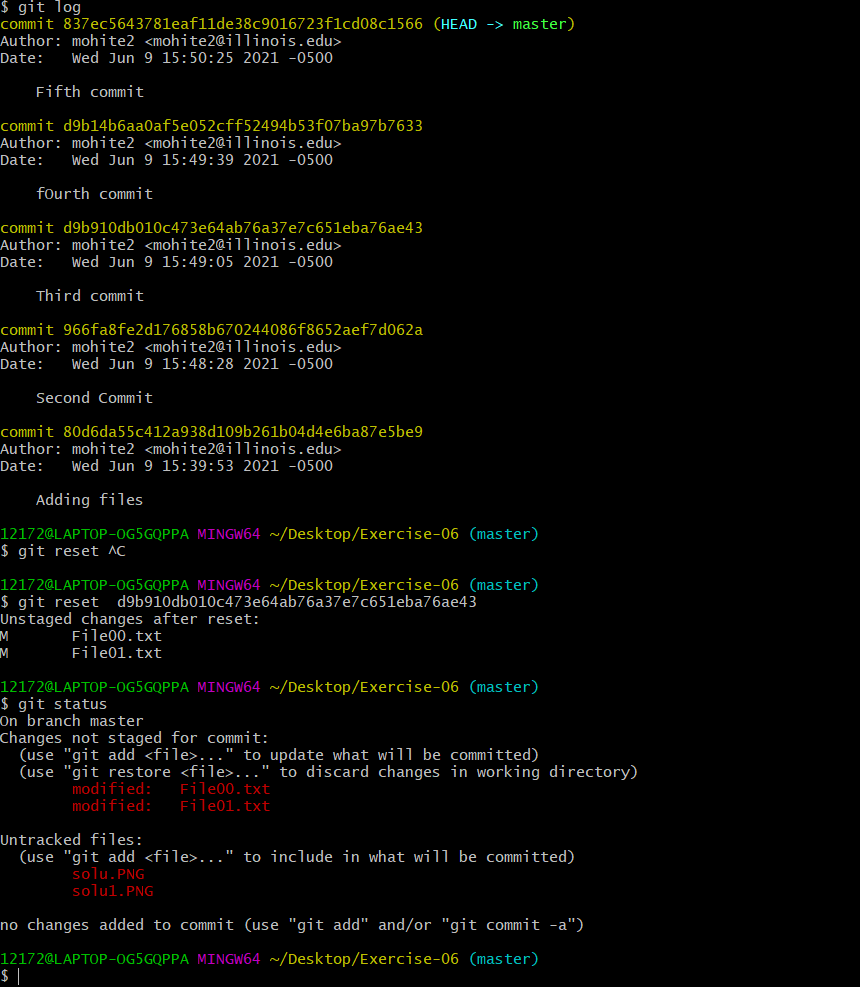 $ git log
commit 837ec5643781eaf11de38c9016723f1cd08c1566 (HEAD -> master)
Author: mohite2 <mohite2@illinois.edu>
Date:   Wed Jun 9 15:50:25 2021 -0500

    Fifth commit

commit d9b14b6aa0af5e052cff52494b53f07ba97b7633
Author: mohite2 <mohite2@illinois.edu>
Date:   Wed Jun 9 15:49:39 2021 -0500

    fOurth commit

commit d9b910db010c473e64ab76a37e7c651eba76ae43
Author: mohite2 <mohite2@illinois.edu>
Date:   Wed Jun 9 15:49:05 2021 -0500

    Third commit

commit 966fa8fe2d176858b670244086f8652aef7d062a
Author: mohite2 <mohite2@illinois.edu>
Date:   Wed Jun 9 15:48:28 2021 -0500

    Second Commit

commit 80d6da55c412a938d109b261b04d4e6ba87e5be9
Author: mohite2 <mohite2@illinois.edu>
Date:   Wed Jun 9 15:39:53 2021 -0500

    Adding files

12172@LAPTOP-OG5GQPPA MINGW64 ~/Desktop/Exercise-06 (master)
$ git reset ^C

12172@LAPTOP-OG5GQPPA MINGW64 ~/Desktop/Exercise-06 (master)
$ git reset  d9b910db010c473e64ab76a37e7c651eba76ae43
Unstaged changes after reset:
M       File00.txt
M       File01.txt

12172@LAPTOP-OG5GQPPA MINGW64 ~/Desktop/Exercise-06 (master)
$ git status
On branch master
Changes not staged for commit:
  (use "git add <file>..." to update what will be committed)
  (use "git restore <file>..." to discard changes in working directory)
        modified:   File00.txt
        modified:   File01.txt

Untracked files:
  (use "git add <file>..." to include in what will be committed)
        solu.PNG
        solu1.PNG

no changes added to commit (use "git add" and/or "git commit -a")

12172@LAPTOP-OG5GQPPA MINGW64 ~/Desktop/Exercise-06 (master)
$